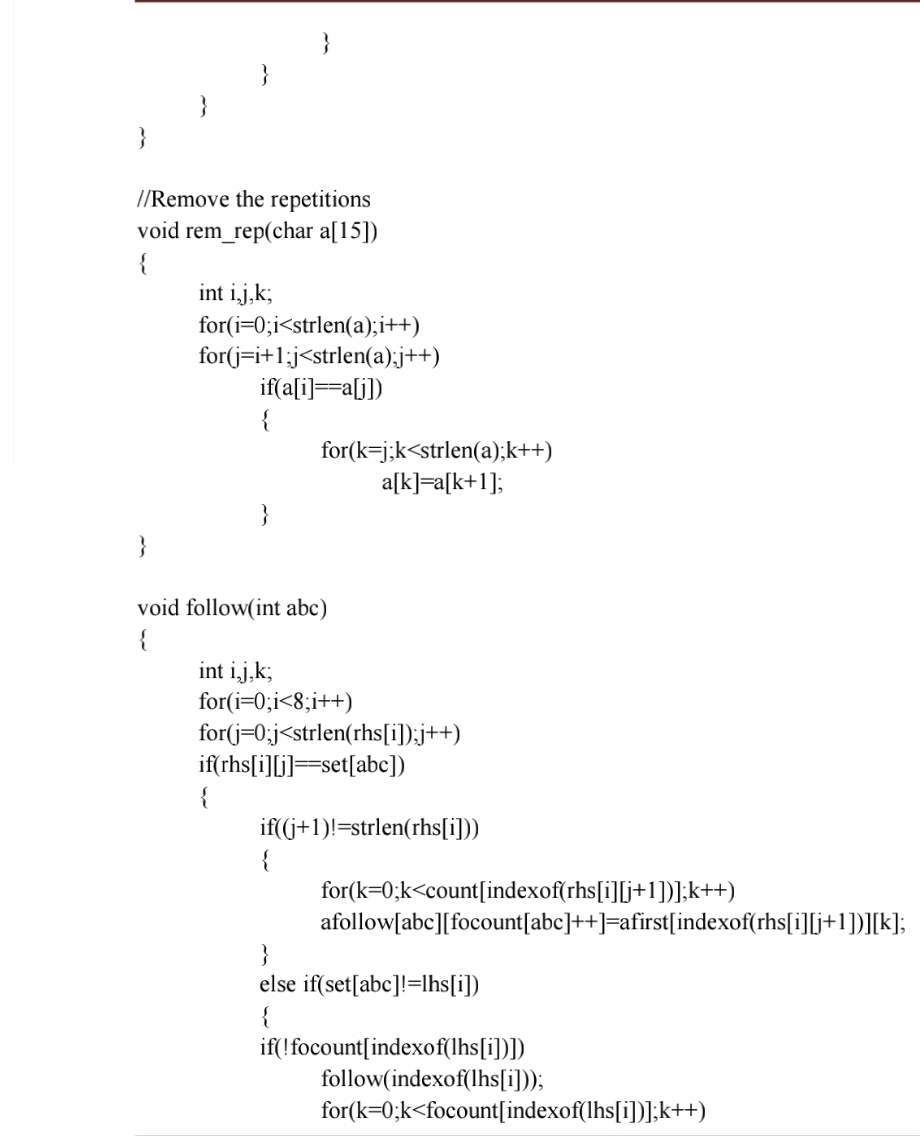 }
}
}
}
//Remove the repetitions
void rem_rep(char a[15])
{
int i,j,k;
for(i=0;i<strlen(a);i++)
for(j=i+1;j<strlen(a);j++)
if(a[i]==a[j])
{
for(k=j;k<strlen(a);k++)
a[k]=a[k+1];
}
}
void follow(int abc)
{
int i,j,k;
for(i=0;i<8;i++)
for(j=0;j<strlen(rhs[i]);j++)
if(rhs[i][j]==set[abc])
{
if((j+1)!=strlen(rhs[i]))
{
for(k=0;k<count[indexof(rhs[i][j+1])];k++)
afollow[abc][focount[abc]++]=afirst[indexof(rhs[i][j+1])][k];
}
else if(set[abc]!=lhs[i])
{
if(!focount[indexof(lhs[i])])
follow(indexof(lhs[i]));
for(k=0;k<focount[indexof(lhs[i])];k++)